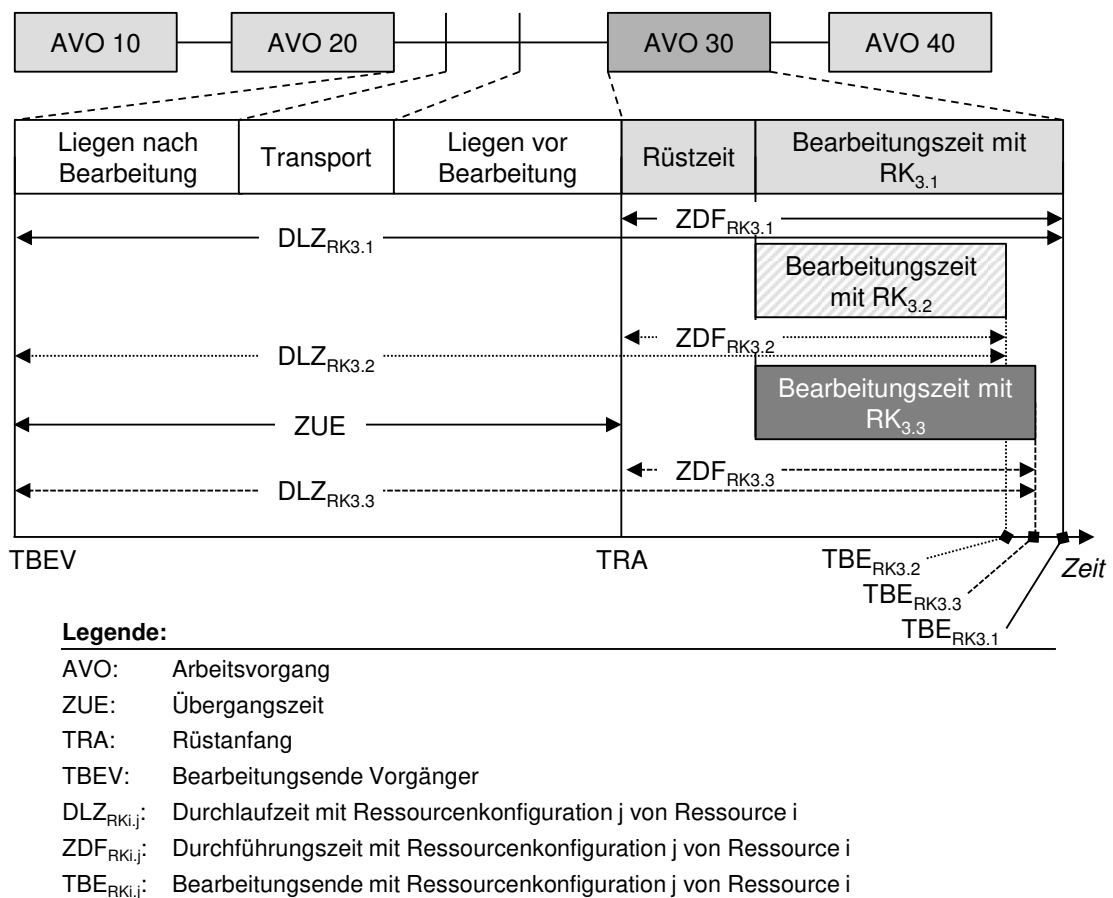 AVO 10
AVO 20
AVO 30
AVO 40
Liegen nach
Bearbeitung
Transport
Liegen vor
Bearbeitung
Rüstzeit
Bearbeitungszeit mit
RK3.1
ZDFRK3.1
DLZRK3.1
Bearbeitungszeit
mit RK3.2
ZDFRK3.2
DLZRK3.2
Bearbeitungszeit mit
RK3.3
ZUE
ZDFRK3.3
DLZRK3.3
TBEV
TRA
TBERK3.2
Zeit
TBERK3.3
TBERK3.1
Legende:
AVO: Arbeitsvorgang
ZUE: Übergangszeit
TRA: Rüstanfang
TBEV: Bearbeitungsende Vorgänger
DLZRKi.j: Durchlaufzeit mit Ressourcenkonfiguration j von Ressource i
ZDFRKi.j: Durchführungszeit mit Ressourcenkonfiguration j von Ressource i
TBERKi.j: Bearbeitungsende mit Ressourcenkonfiguration j von Ressource i